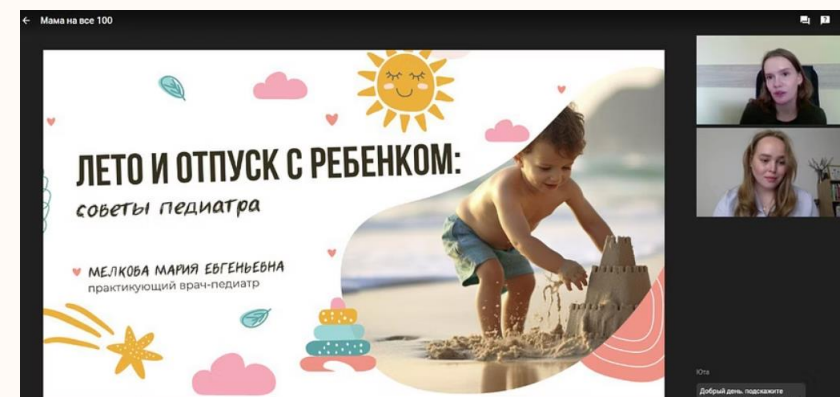 Мама на все 100
ЛЕТО И ОТПУСК С РЕБЕНКОМ:
советы педиатра
МЕЛКОВА МАРИЯ ЕВГЕНЬЕВНА
практикующий врач-педиатр
Юта
Добрый день, подскажите